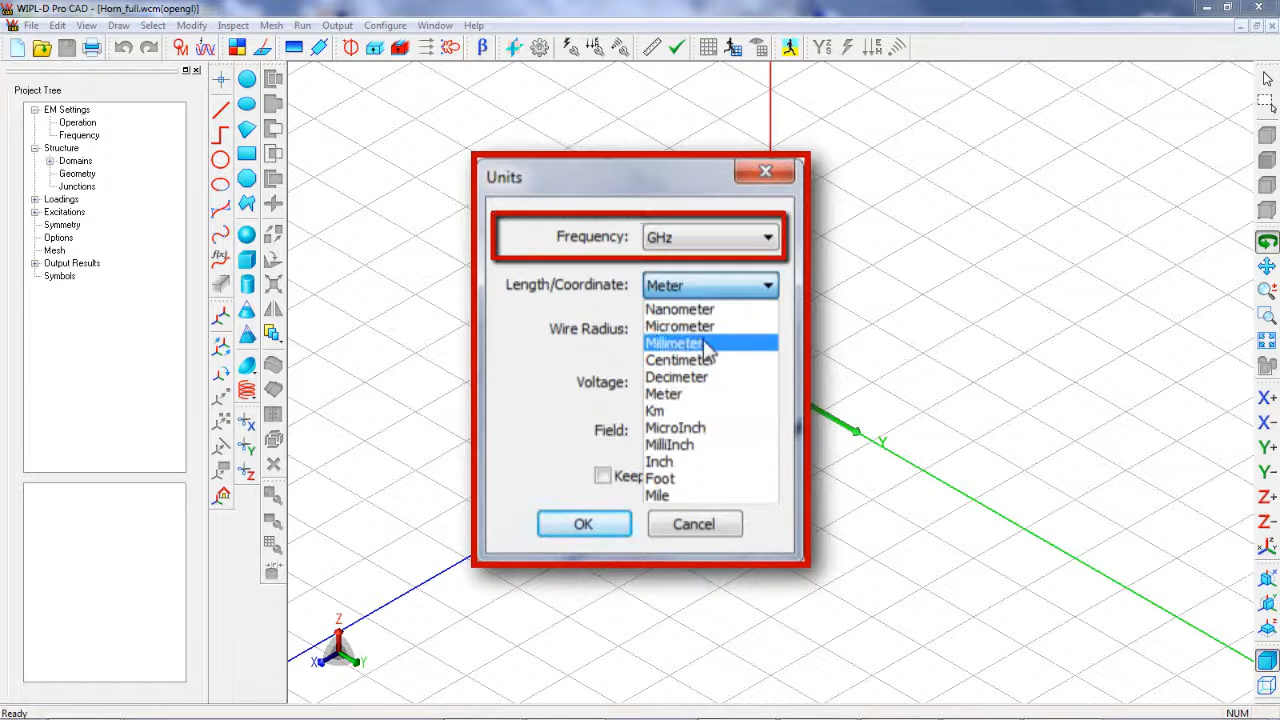 WIPL-D Pro CAD - [Horn_full.wcm(opengl)]
File Edit View Draw Select Modify Inspect Mesh Run Output Configure Window Help
Project Tree
EM Settings
Operation
Frequency
Structure
Domains
Geometry
Junctions
Loadings
Excitations
Symmetry
Options
Mesh
Output Results
Symbols
Units
Frequency: GHz
Length/Coordinate: Meter
Nanometer
Micrometer
Wire Radius:
Millimeter
Centimeter
Voltage:
Decimeter
Meter
Km
Field:
MicroInch
MilliInch
Inch
Keep
Foot
Mile
OK Cancel
Y
Z
X Y
f(x)
X
Y
Z
β
X+
X-
Y+
Y-
Z+
Z-
Ready
NUM